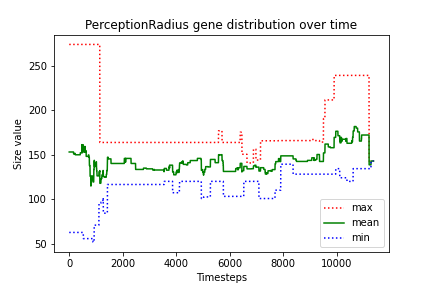 PerceptionRadius gene distribution over time
Size value
250
200
150
100
50
max
mean
min
0
2000
4000
6000
8000
10000
Timesteps